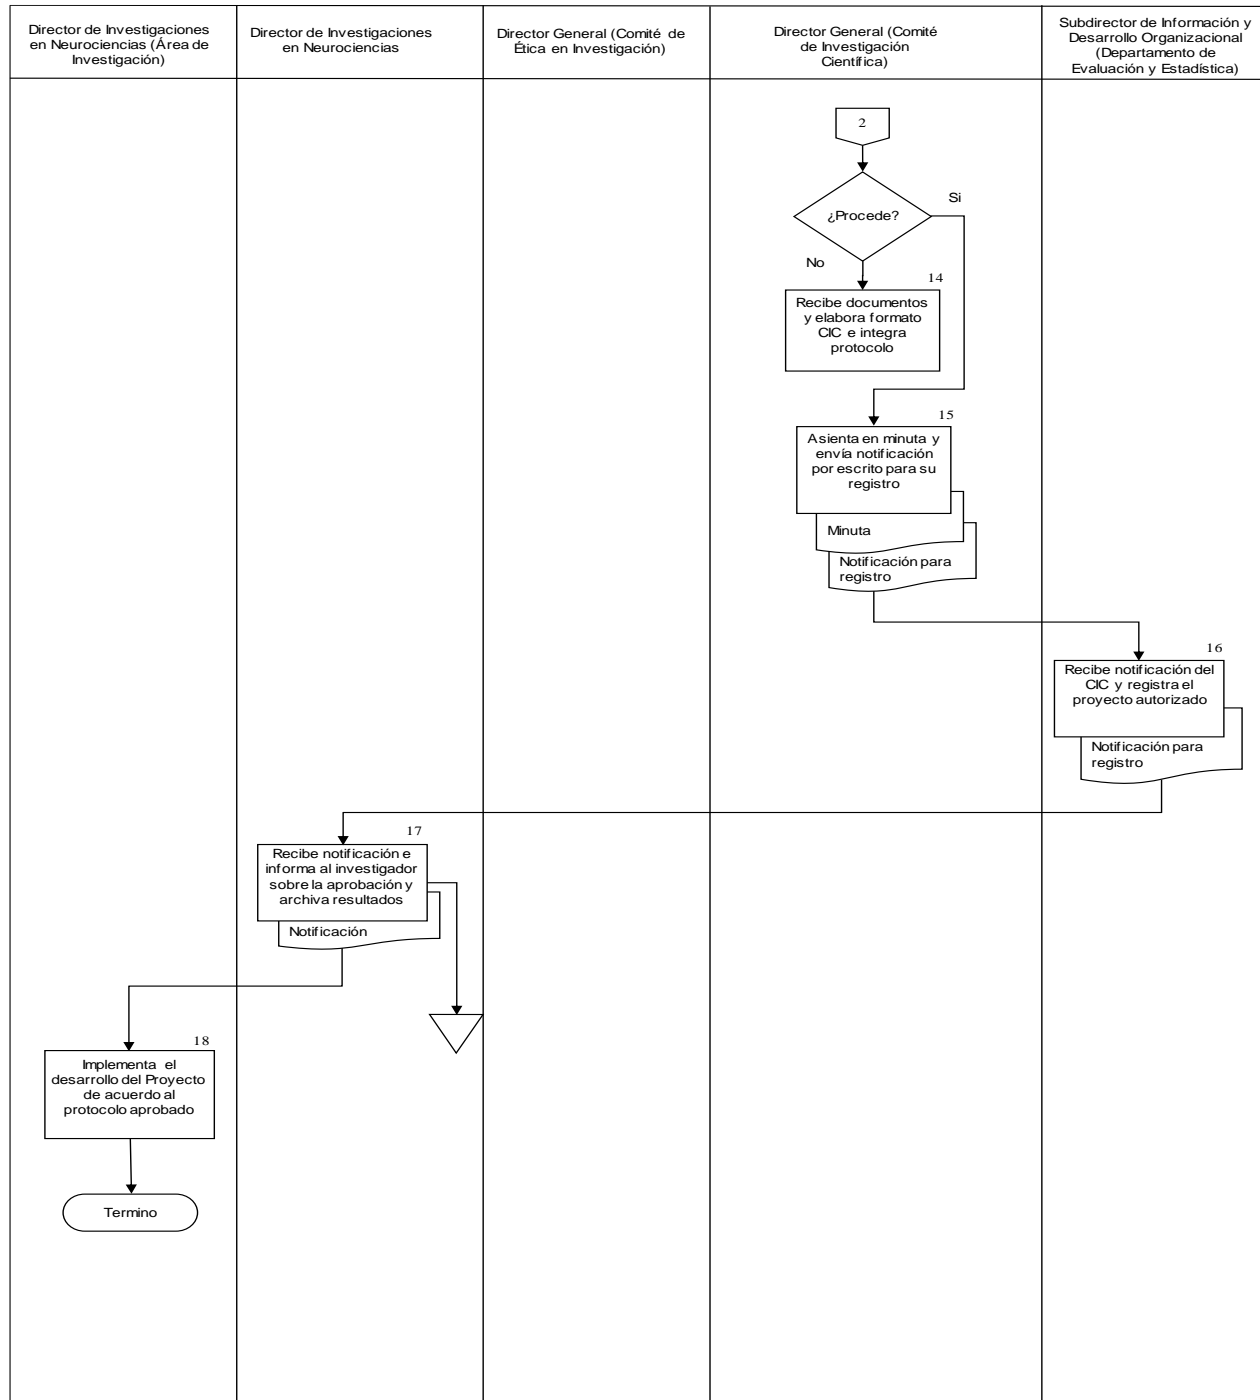 Director de Investigaciones
en Neurociencias (Área de
Investigación)
Director de Investigaciones
en Neurociencias
Director General (Comité de
Ética en Investigación)
Director General (Comité
de Investigación
Científica)
Subdirector de Información y
Desarrollo Organizacional
(Departamento de
Evaluación y Estadística)
2
¿Procede?
Si
No
14
Recibe documentos
y elabora formato
CIC e integra
protocolo
15
Asienta en minuta y
envía notificación
por escrito para su
registro
Minuta
Notificación para
registro
16
Recibe notificación del
CIC y registra el
proyecto autorizado
Notificación para
registro
17
Recibe notificación e
informa al investigador
sobre la aprobación y
archiva resultados
Notificación
18
Implementa el
desarrollo del Proyecto
de acuerdo al
protocolo aprobado
Termino